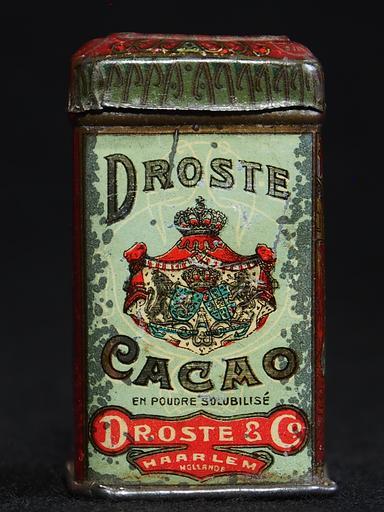 DROSTE
CACAO
EN POUDRE SOLUBILISÉ
DROSTE & Co
HAARLEM
HOLLANDE